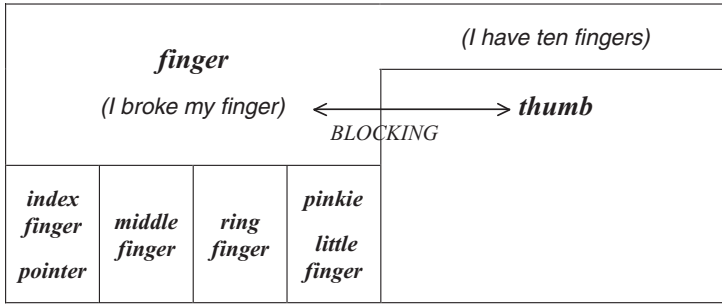 (I have ten fingers)
finger
(I broke my finger)
thumb
BLOCKING
index
finger
pointer
middle
finger
ring
finger
pinkie
little
finger